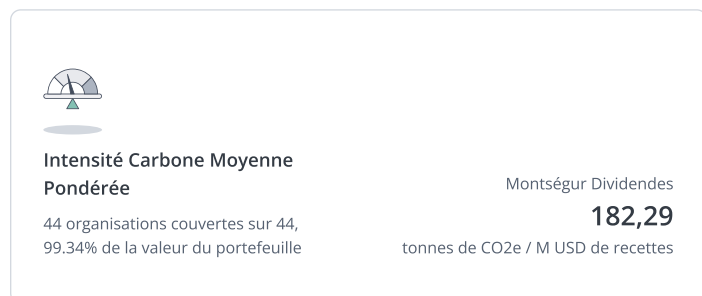 Intensité Carbone Moyenne
Pondérée
44 organisations couvertes sur 44,
99.34% de la valeur du portefeuille
Montségur Dividendes
182,29
tonnes de CO2e / M USD de recettes